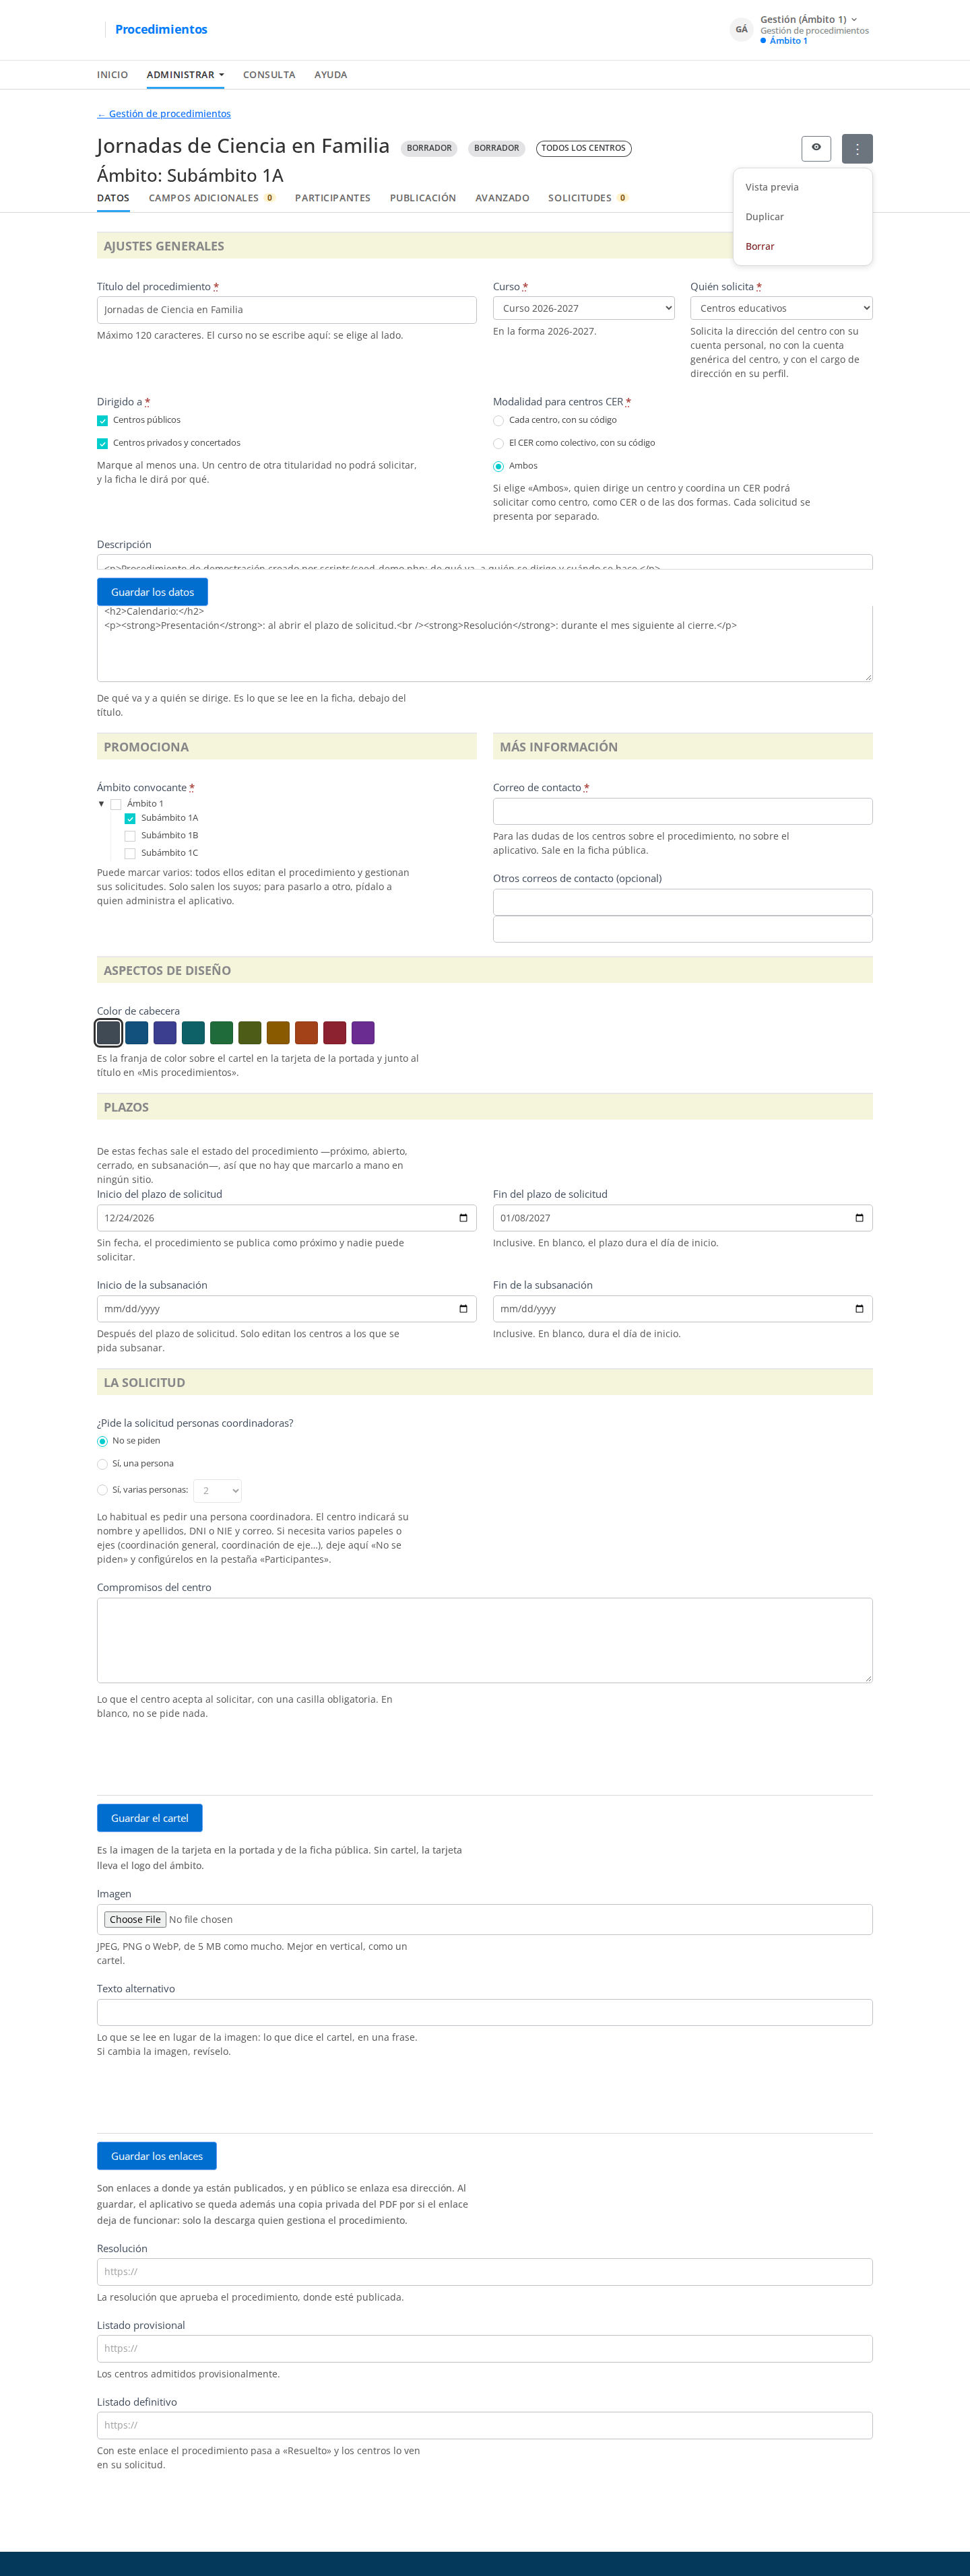 Procedimientos
GÁ
Gestión (Ámbito 1)
Gestión de procedimientos
Ámbito 1
INICIO
ADMINISTRAR
CONSULTA
AYUDA
← Gestión de procedimientos
Jornadas de Ciencia en Familia
BORRADOR
BORRADOR
TODOS LOS CENTROS
⋮
Ámbito: Subámbito 1A
Vista previa
Duplicar
Borrar
DATOS
CAMPOS ADICIONALES 0
PARTICIPANTES
PUBLICACIÓN
AVANZADO
SOLICITUDES 0
AJUSTES GENERALES
Título del procedimiento *
Jornadas de Ciencia en Familia
Máximo 120 caracteres. El curso no se escribe aquí: se elige al lado.
Curso *
Curso 2026-2027
En la forma 2026-2027.
Quién solicita *
Centros educativos
Solicita la dirección del centro con su
cuenta personal, no con la cuenta
genérica del centro, y con el cargo de
dirección en su perfil.
Dirigido a *
Centros públicos
Centros privados y concertados
Marque al menos una. Un centro de otra titularidad no podrá solicitar,
y la ficha le dirá por qué.
Modalidad para centros CER *
Cada centro, con su código
El CER como colectivo, con su código
Ambos
Si elige «Ambos», quien dirige un centro y coordina un CER podrá
solicitar como centro, como CER o de las dos formas. Cada solicitud se
presenta por separado.
Descripción
<p>Procedimiento de demostración creado por scripts/seed-demo.php: de qué va, a quién se dirige y cuándo se hace.</p>
Guardar los datos
<h2>Calendario:</h2>
<p><strong>Presentación</strong>: al abrir el plazo de solicitud.<br /><strong>Resolución</strong>: durante el mes siguiente al cierre.</p>
De qué va y a quién se dirige. Es lo que se lee en la ficha, debajo del
título.
PROMOCIONA
Ámbito convocante *
▼ Ámbito 1
Subámbito 1A
Subámbito 1B
Subámbito 1C
Puede marcar varios: todos ellos editan el procedimiento y gestionan
sus solicitudes. Solo salen los suyos; para pasarlo a otro, pídalo a
quien administra el aplicativo.
MÁS INFORMACIÓN
Correo de contacto *
Para las dudas de los centros sobre el procedimiento, no sobre el
aplicativo. Sale en la ficha pública.
Otros correos de contacto (opcional)
ASPECTOS DE DISEÑO
Color de cabecera
Es la franja de color sobre el cartel en la tarjeta de la portada y junto al
título en «Mis procedimientos».
PLAZOS
De estas fechas sale el estado del procedimiento —próximo, abierto,
cerrado, en subsanación—, así que no hay que marcarlo a mano en
ningún sitio.
Inicio del plazo de solicitud
12/24/2026
Sin fecha, el procedimiento se publica como próximo y nadie puede
solicitar.
Fin del plazo de solicitud
01/08/2027
Inclusive. En blanco, el plazo dura el día de inicio.
Inicio de la subsanación
mm/dd/yyyy
Después del plazo de solicitud. Solo editan los centros a los que se
pida subsanar.
Fin de la subsanación
mm/dd/yyyy
Inclusive. En blanco, dura el día de inicio.
LA SOLICITUD
¿Pide la solicitud personas coordinadoras?
No se piden
Sí, una persona
Sí, varias personas: 2
Lo habitual es pedir una persona coordinadora. El centro indicará su
nombre y apellidos, DNI o NIE y correo. Si necesita varios papeles o
ejes (coordinación general, coordinación de eje…), deje aquí «No se
piden» y configúrelos en la pestaña «Participantes».
Compromisos del centro
Lo que el centro acepta al solicitar, con una casilla obligatoria. En
blanco, no se pide nada.
Guardar el cartel
Es la imagen de la tarjeta en la portada y de la ficha pública. Sin cartel, la tarjeta
lleva el logo del ámbito.
Imagen
Choose File No file chosen
JPEG, PNG o WebP, de 5 MB como mucho. Mejor en vertical, como un
cartel.
Texto alternativo
Lo que se lee en lugar de la imagen: lo que dice el cartel, en una frase.
Si cambia la imagen, revíselo.
Guardar los enlaces
Son enlaces a donde ya están publicados, y en público se enlaza esa dirección. Al
guardar, el aplicativo se queda además una copia privada del PDF por si el enlace
deja de funcionar: solo la descarga quien gestiona el procedimiento.
Resolución
https://
La resolución que aprueba el procedimiento, donde esté publicada.
Listado provisional
https://
Los centros admitidos provisionalmente.
Listado definitivo
https://
Con este enlace el procedimiento pasa a «Resuelto» y los centros lo ven
en su solicitud.